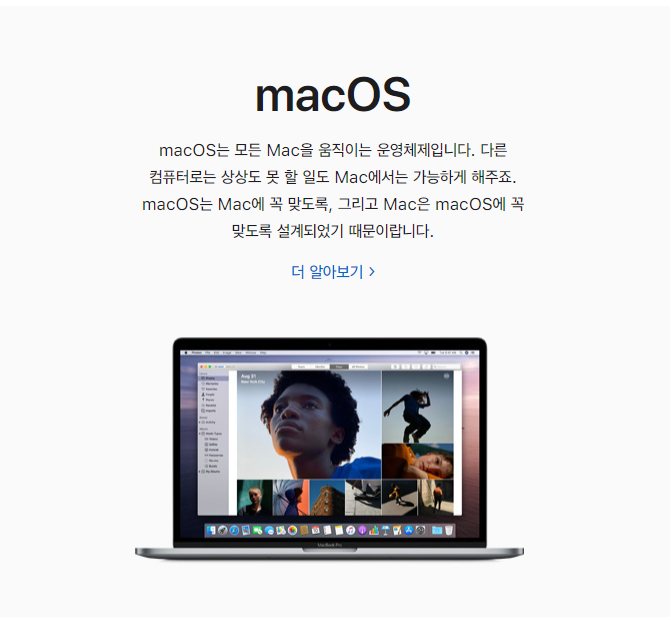 macOS
macOS는 모든 Mac을 움직이는 운영체제입니다. 다른
컴퓨터로는 상상도 못 할 일도 Mac에서는 가능하게 해주죠.
macOS는 Mac에 꼭 맞도록, 그리고 Mac은 macOS에 꼭
맞도록 설계되었기 때문이랍니다.
더 알아보기 >
Aug 31
New York City
MacBook Pro